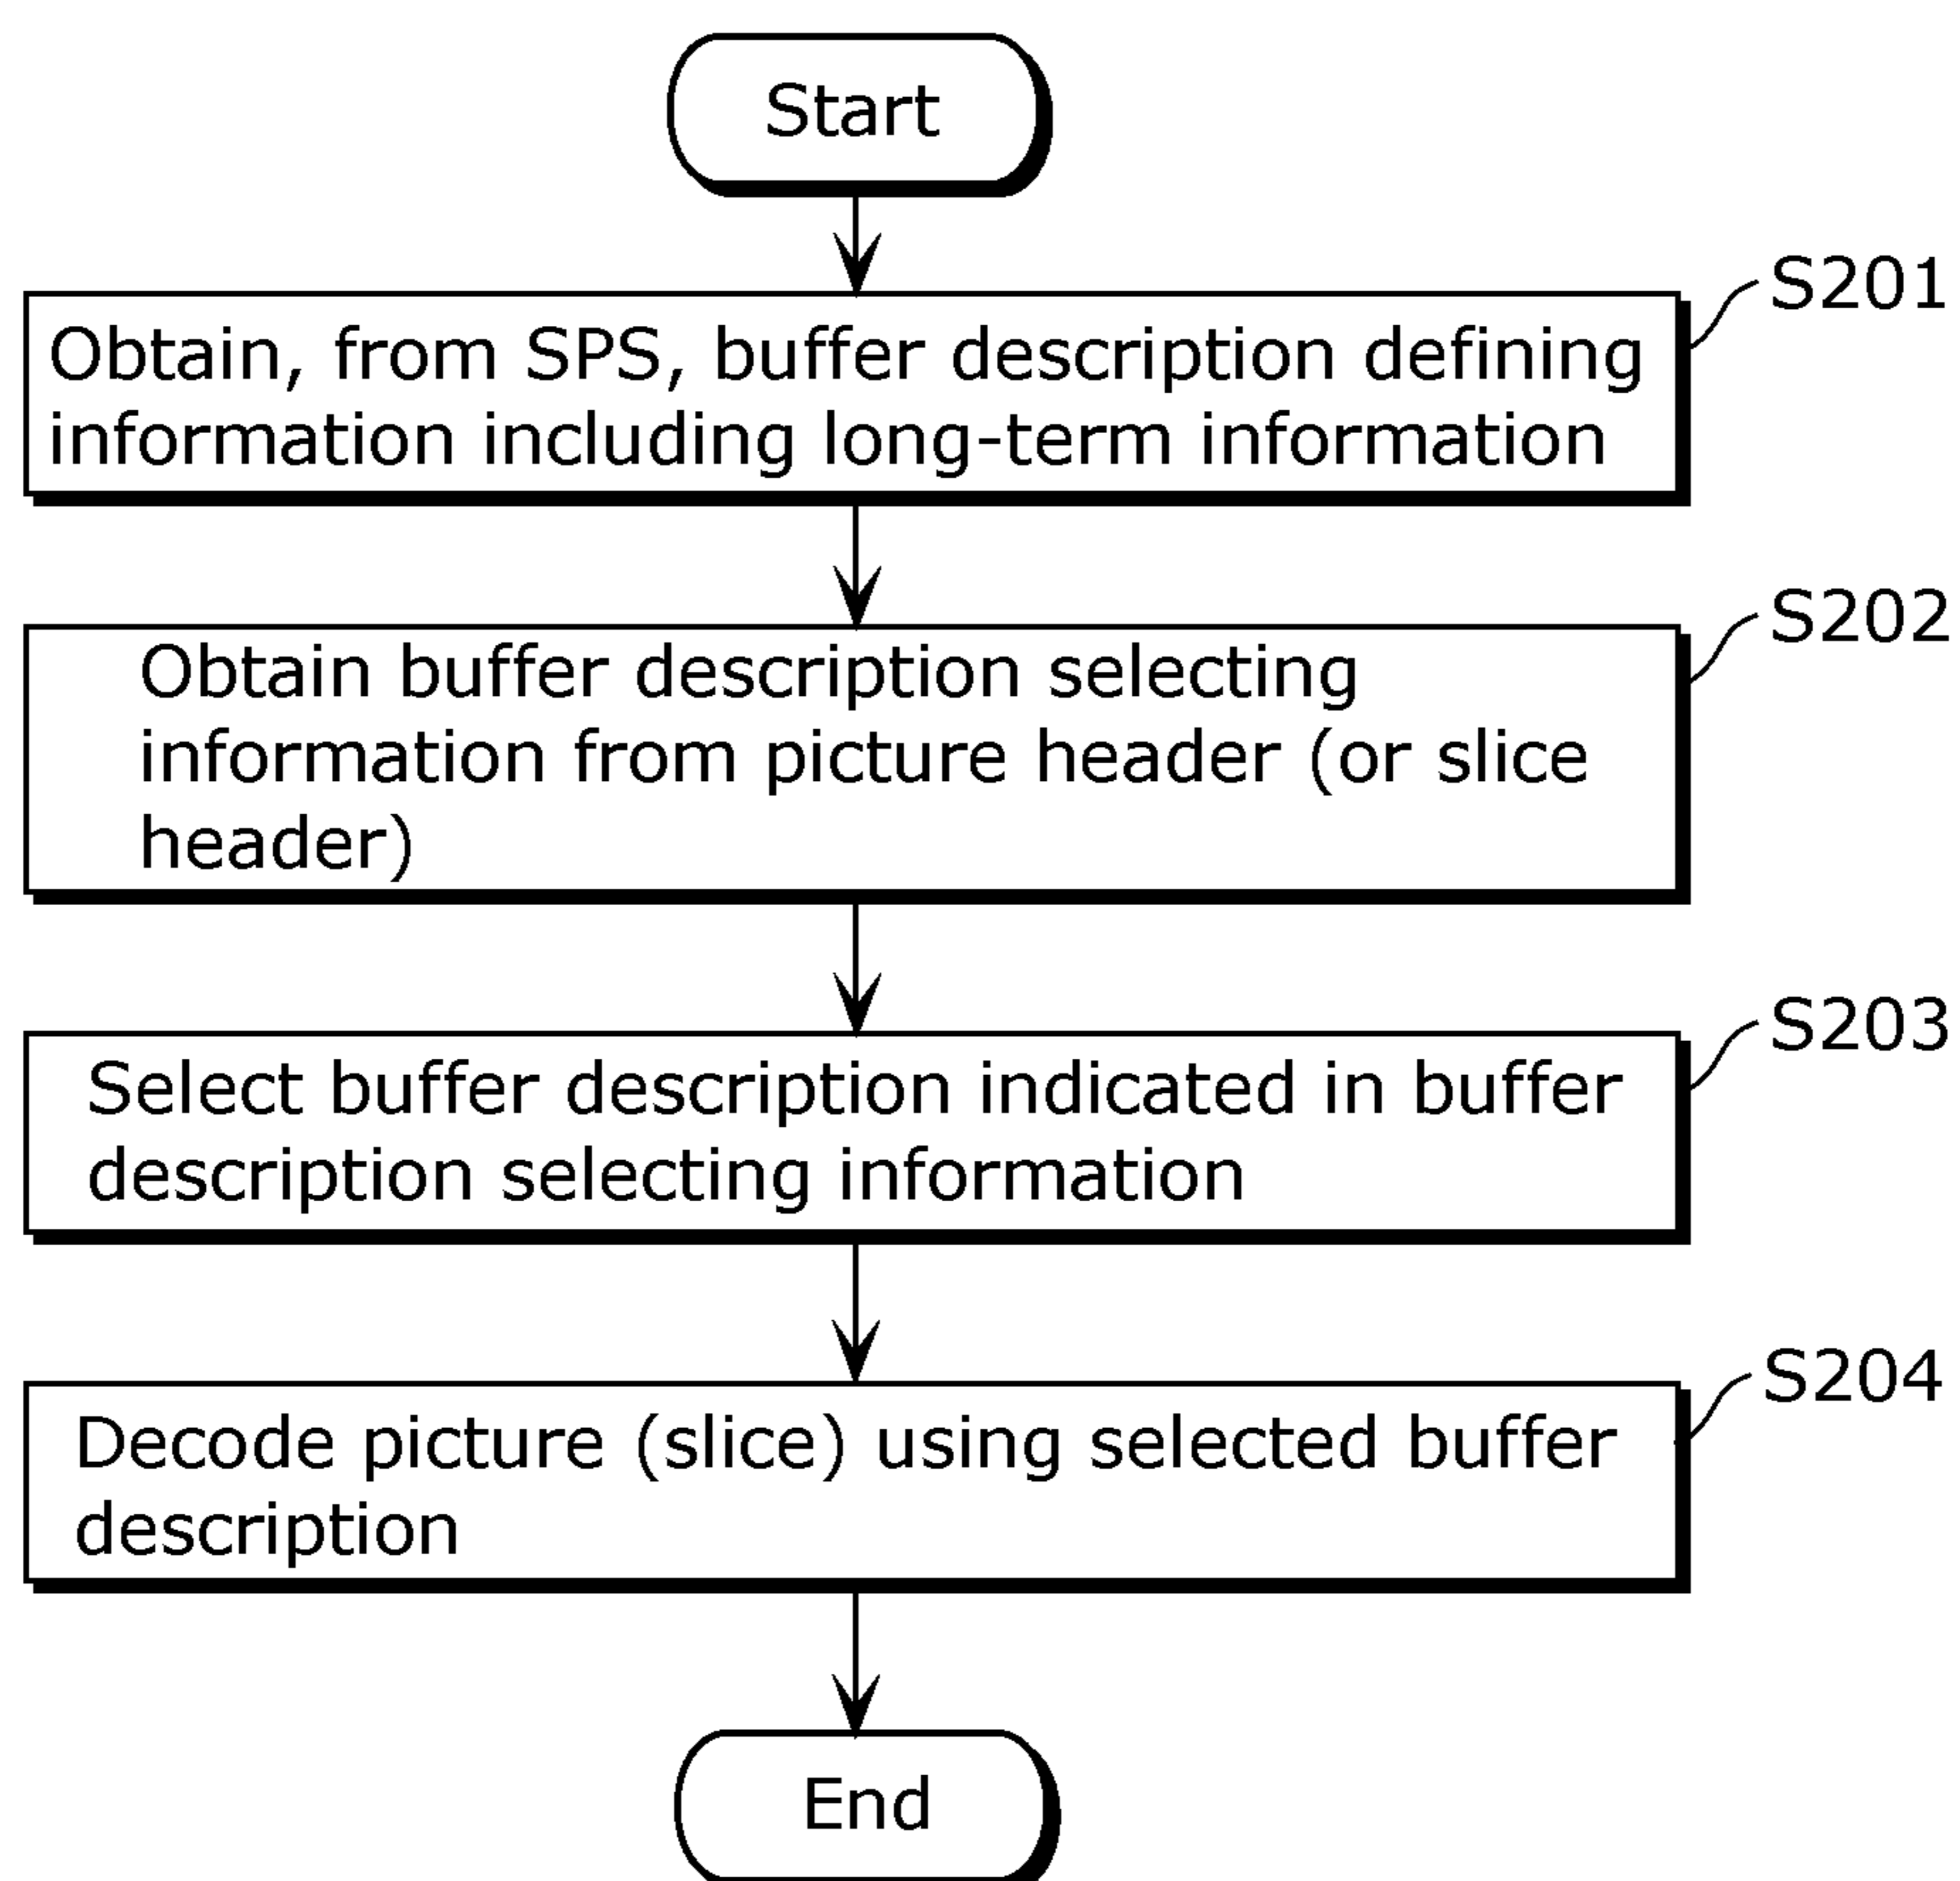 Start
S201
Obtain, from SPS, buffer description defining
information including long-term information
S202
Obtain buffer description selecting
information from picture header (or slice
header)
S203
Select buffer description indicated in buffer
description selecting information
S204
Decode picture (slice) using selected buffer
description
End